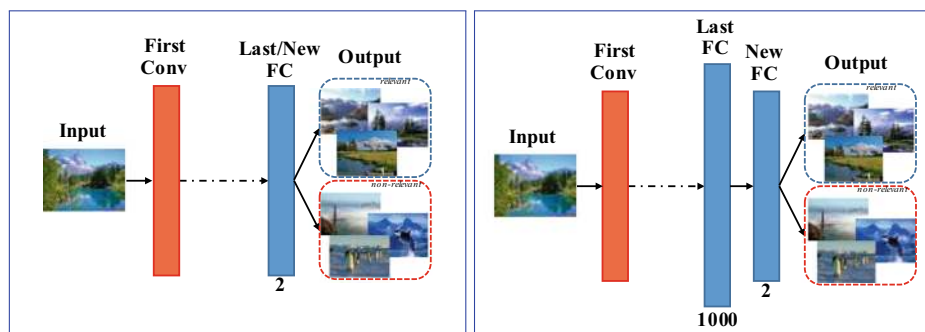 First
Conv
Last/New
FC
Output
Input
relevant
non-relevant
2
First
Conv
Last
FC
New
FC
Output
Input
relevant
non-relevant
2
1000